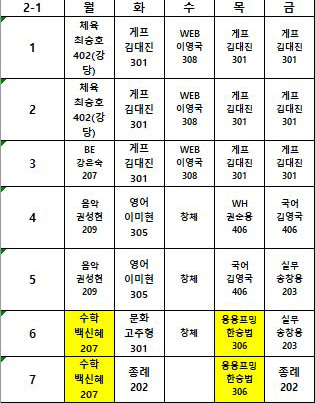 2-1 월 화 수 목 금
1
체육
최승호
402(강
당)
게프
김대진
301
WEB
이영국
308
게프
김대진
301
게프
김대진
301
2
체육
최승호
402(강
당)
게프
김대진
301
WEB
이영국
308
게프
김대진
301
게프
김대진
301
3
BE
강은숙
207
게프
김대진
301
WEB
이영국
308
게프
김대진
301
게프
김대진
301
4
음악
권성현
209
영어
이미현
305
창체
WH
권순용
406
국어
김영국
406
5
음악
권성현
209
영어
이미현
305
창체
국어
김영국
406
실무
송창용
203
6
수학
백신혜
207
문화
고주형
301
창체
응용프밍
한승범
306
실무
송창용
203
7
수학
백신혜
207
종례
202
응용프밍
한승범
306
종례
202